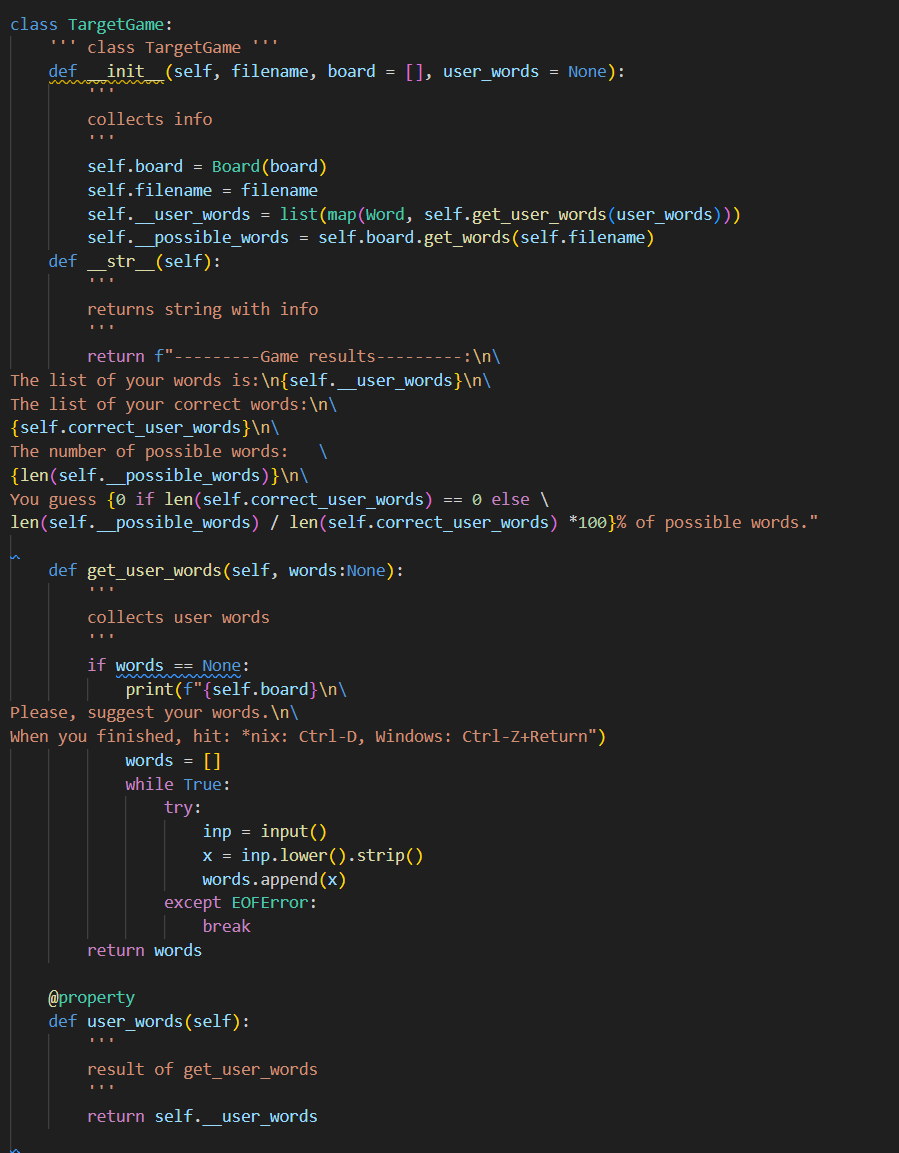 class TargetGame:
    ''' class TargetGame '''
    def __init__(self, filename, board = [], user_words = None):
        '''
        collects info
        '''
        self.board = Board(board)
        self.filename = filename
        self.__user_words = list(map(Word, self.get_user_words(user_words)))
        self.__possible_words = self.board.get_words(self.filename)
    def __str__(self):
        '''
        returns string with info
        '''
        return f"---------Game results---------:\n\
The list of your words is:\n{self.__user_words}\n\
The list of your correct words:\n\
{self.correct_user_words}\n\
The number of possible words:   \
{len(self.__possible_words)}\n\
You guess {0 if len(self.correct_user_words) == 0 else \
len(self.__possible_words) / len(self.correct_user_words) *100}% of possible words."

    def get_user_words(self, words:None):
        '''
        collects user words
        '''
        if words == None:
            print(f"{self.board}\n\
Please, suggest your words.\n\
When you finished, hit: *nix: Ctrl-D, Windows: Ctrl-Z+Return")
            words = []
            while True:
                try:
                    inp = input()
                    x = inp.lower().strip()
                    words.append(x)
                except EOFError:
                    break
        return words

    @property
    def user_words(self):
        '''
        result of get_user_words
        '''
        return self.__user_words